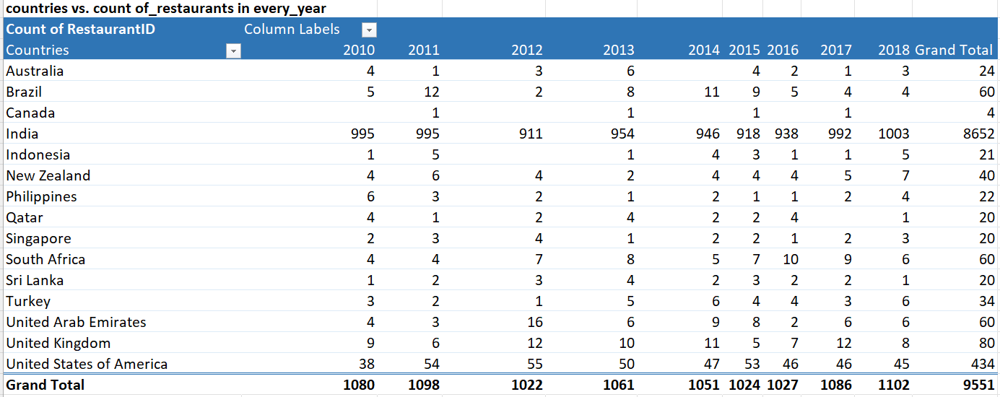 countries vs. count of_restaurants in every_year
Count of RestaurantID Column Labels
Countries 2010 2011 2012 2013 2014 2015 2016 2017 2018 Grand Total
Australia 4 1 3 6 4 2 1 3 24
Brazil 5 12 2 8 11 9 5 4 4 60
Canada 1 1 1 1 4
India 995 995 911 954 946 918 938 992 1003 8652
Indonesia 1 5 1 4 3 1 1 5 21
New Zealand 4 6 4 2 4 4 4 5 7 40
Philippines 6 3 2 1 2 1 1 2 4 22
Qatar 4 1 2 4 2 2 4 1 20
Singapore 2 3 4 1 2 2 1 2 3 20
South Africa 4 4 7 8 5 7 10 9 6 60
Sri Lanka 1 2 3 4 2 3 2 2 1 20
Turkey 3 2 1 5 6 4 4 3 6 34
United Arab Emirates 4 3 16 6 9 8 2 6 6 60
United Kingdom 9 6 12 10 11 5 7 12 8 80
United States of America 38 54 55 50 47 53 46 46 45 434
Grand Total 1080 1098 1022 1061 1051 1024 1027 1086 1102 9551